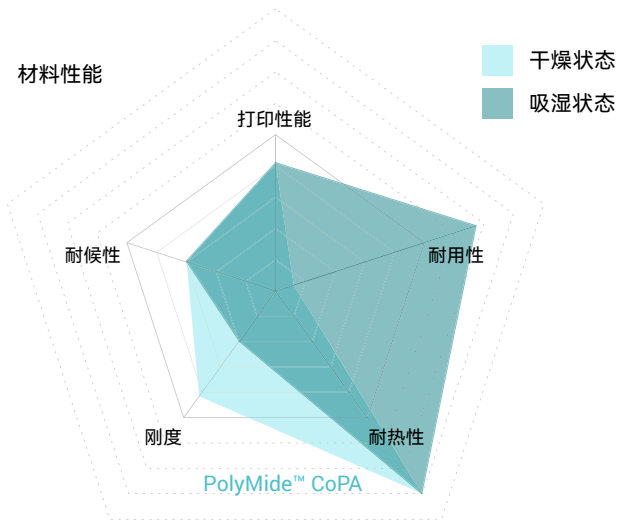 材料性能
干燥状态
吸湿状态
打印性能
耐候性
耐用性
刚度
耐热性
PolyMide™ CoPA